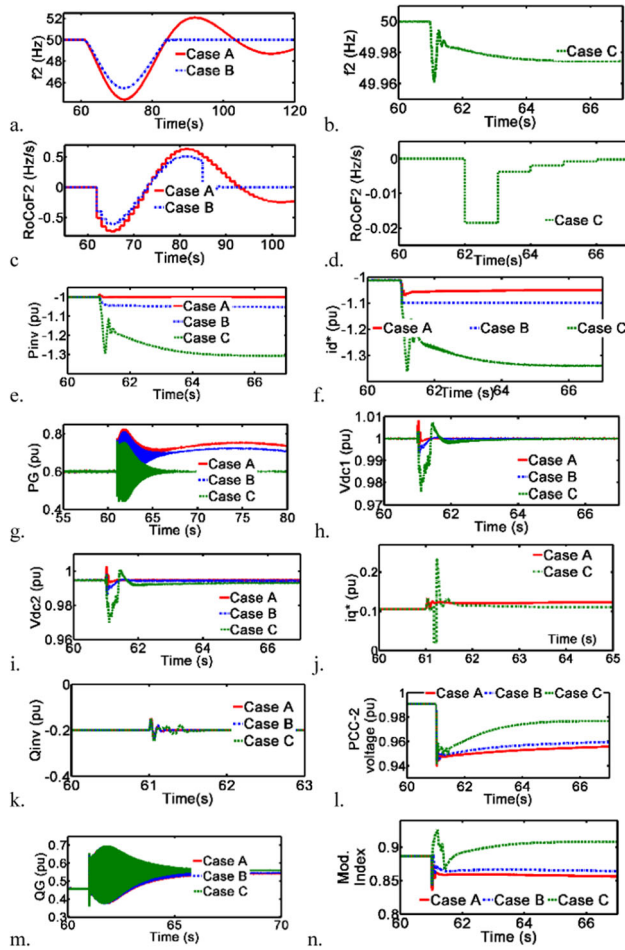 52
50
48
46
f2 (Hz)
Case A
Case B
60 80 100 120
Time(s)
a.
50
49.98
49.96
f2 (Hz)
Case C
60 62 64 66
Time(s)
b.
0.5
0
-0.5
RoCoF2 (Hz/s)
Case A
Case B
60 70 80 90 100
Time(s)
c
0
-0.01
-0.02
RoCoF2 (Hz/s)
Case C
60 62 64 66
Time(s)
.d
-1
-1.1
-1.2
-1.3
Pinv (pu)
Case A
Case B
Case C
60 62 64 66
Time(s)
e.
-1.1
-1.2
-1.3
id* (pu)
Case A Case B Case C
60 62 64 66
Time (s)
f.
0.8
0.6
0.4
PG (pu)
Case A
Case B
Case C
55 60 65 70 75 80
Time (s)
g.
1.01
1
0.99
0.98
0.97
Vdc1 (pu)
Case A
Case B
Case C
60 62 64 66
Time (s)
h.
1
0.98
0.96
Vdc2 (pu)
Case A
Case B
Case C
60 62 64 66
Time (s)
i.
0.2
0.1
0
iq* (pu)
Case A
Case C
Time (s)
60 61 62 63 64 65
j.
0
-0.2
-0.4
Qinv (pu)
Case A
Case B
Case C
60 61 62 63
Time(s)
k.
1
0.98
0.96
0.94
PCC-2
voltage (pu)
Case A Case B Case C
60 62 64 66
Time(s)
l.
0.7
0.6
0.5
0.4
0.3
QG (pu)
Case A
Case B
Case C
60 65 70
Time (s)
m.
0.9
0.85
0.80
Mod.
Index
Case A Case B Case C
60 62 64 66
Time(s)
n.